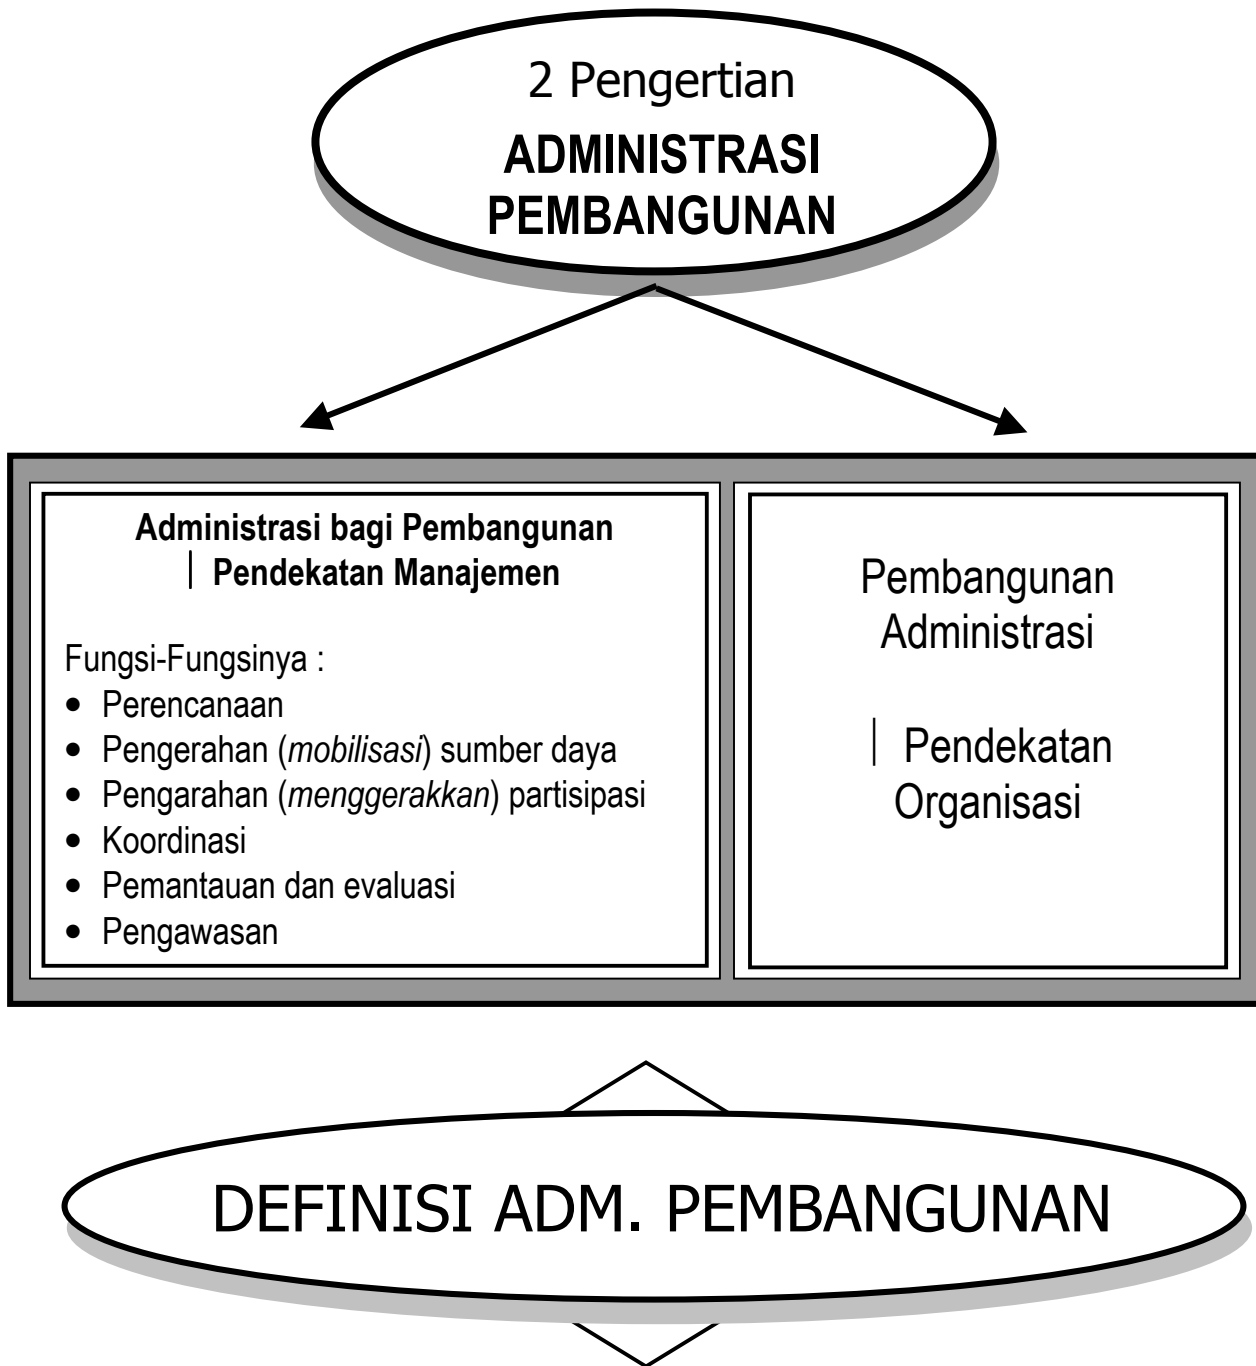 2 Pengertian
ADMINISTRASI
PEMBANGUNAN
Administrasi bagi Pembangunan
| Pendekatan Manajemen
Fungsi-Fungsinya :
• Perencanaan
• Pengerahan (mobilisasi) sumber daya
• Pengarahan (menggerakkan) partisipasi
• Koordinasi
• Pemantauan dan evaluasi
• Pengawasan
Pembangunan
Administrasi
| Pendekatan
Organisasi
DEFINISI ADM. PEMBANGUNAN